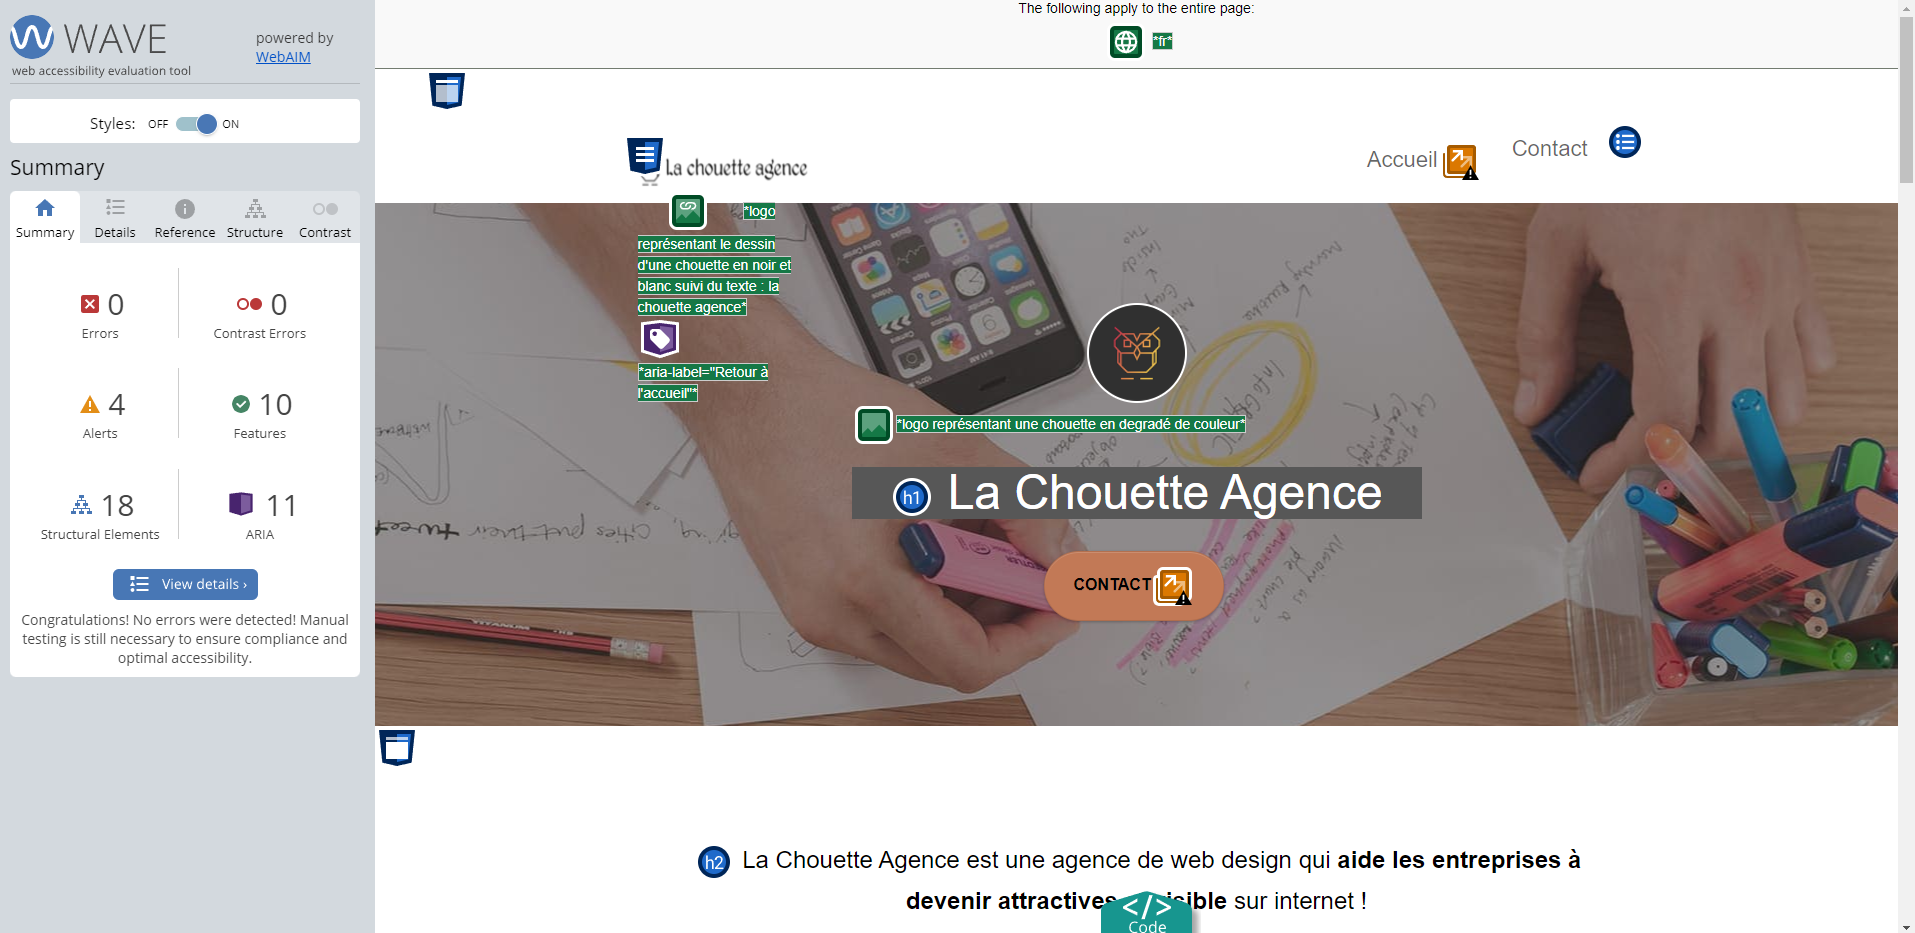 WAVE
powered by
WebAIM
web accessibility evaluation tool
Styles: OFF ON
Summary
Summary Details Reference Structure Contrast
0
Errors
0
Contrast Errors
4
Alerts
10
Features
18
Structural Elements
11
ARIA
View details ›
Congratulations! No errors were detected! Manual
testing is still necessary to ensure compliance and
optimal accessibility.
The following apply to the entire page:
*fr*
La chouette agence
Accueil
Contact
*logo
représentant le dessin
d'une chouette en noir et
blanc suivi du texte : la
chouette agence*
*aria-label="Retour à
l'accueil"*
*logo représentant une chouette en degradé de couleur*
h1 La Chouette Agence
CONTACT
h2 La Chouette Agence est une agence de web design qui aide les entreprises à
devenir attractives
sur internet !
</>
Code